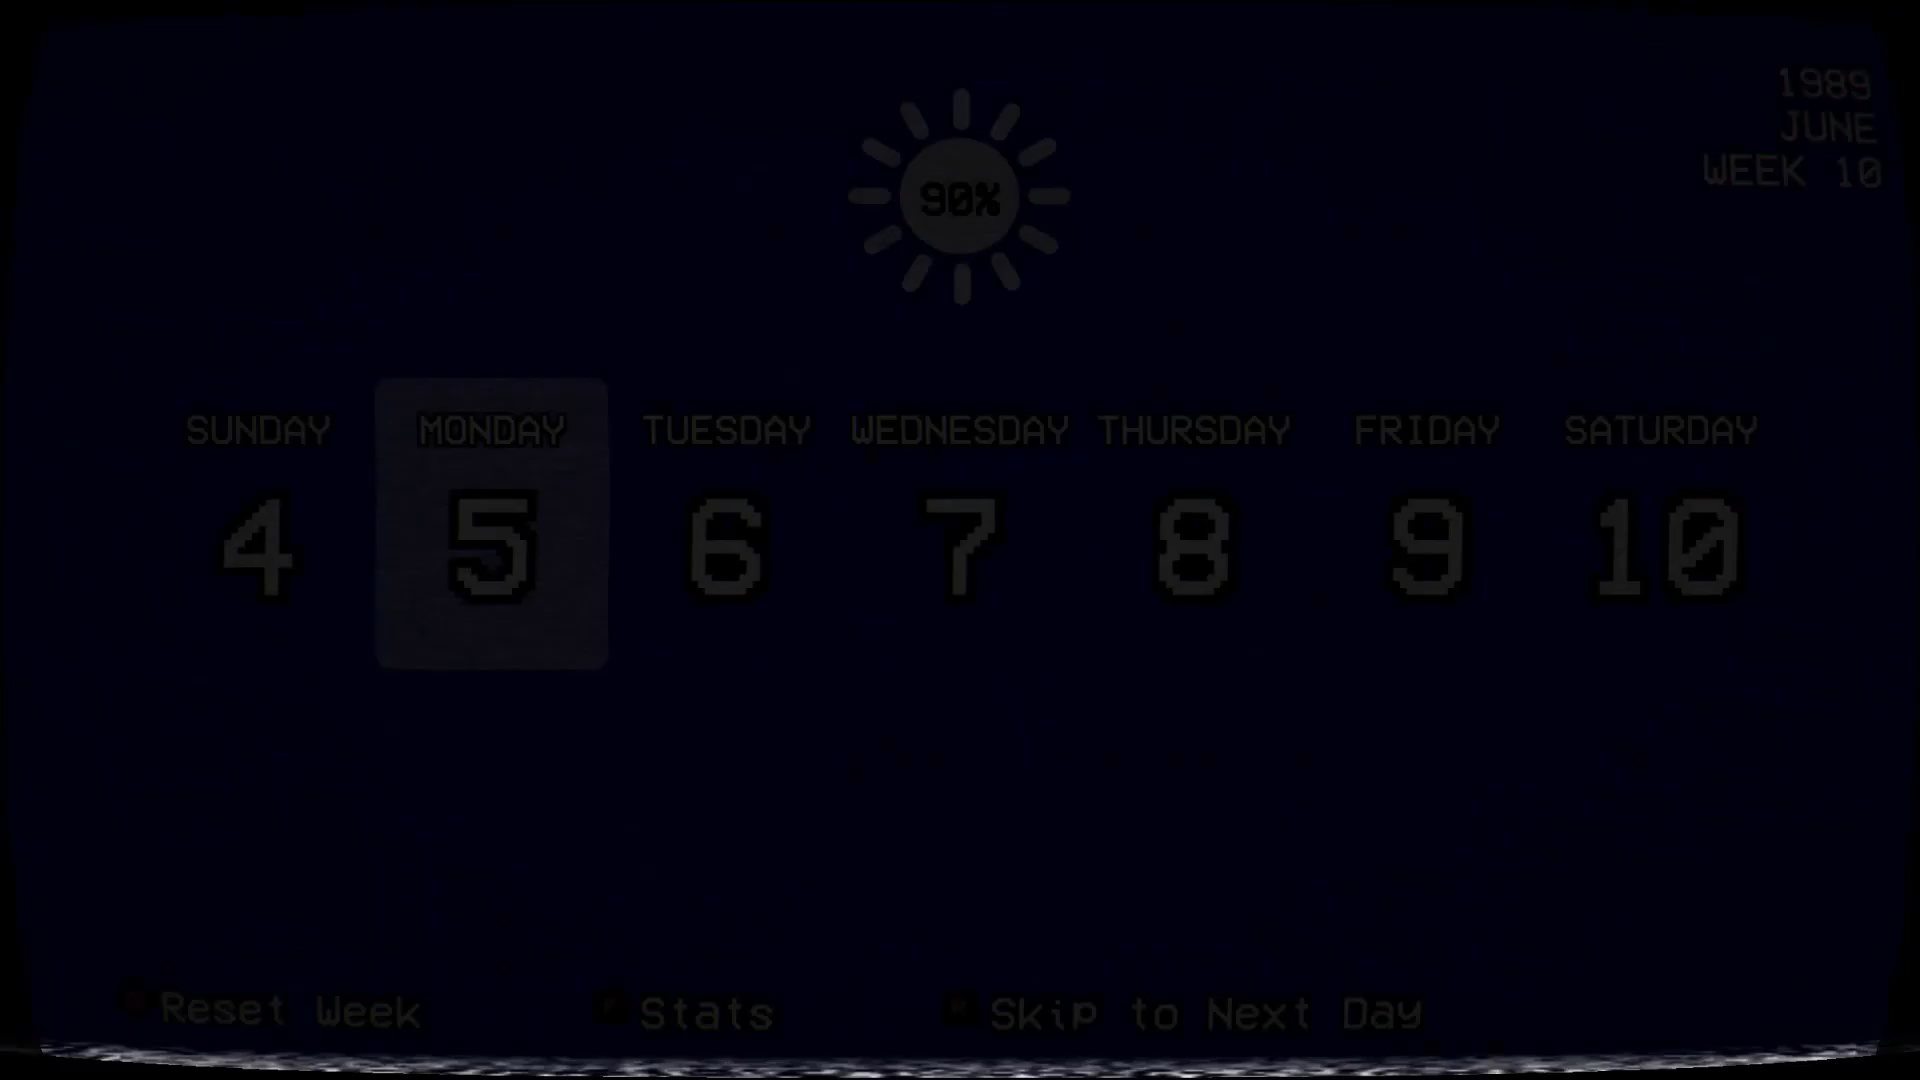 1989
JUNE
WEEK 10
90%
SUNDAY MONDAY TUESDAY WEDNESDAY THURSDAY FRIDAY SATURDAY
4 5 6 7 8 9 10
Reset Week Stats Skip to Next Day